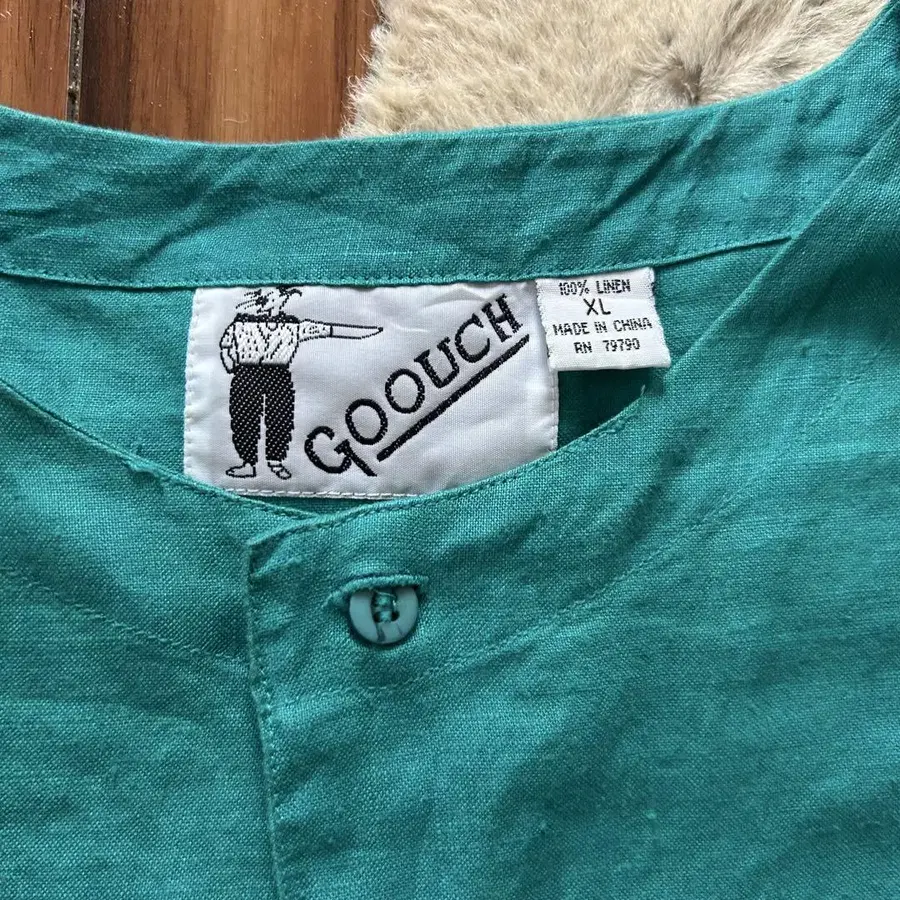 GOOUCH
100% LINEN
XL
MADE IN CHINA
RN 79790